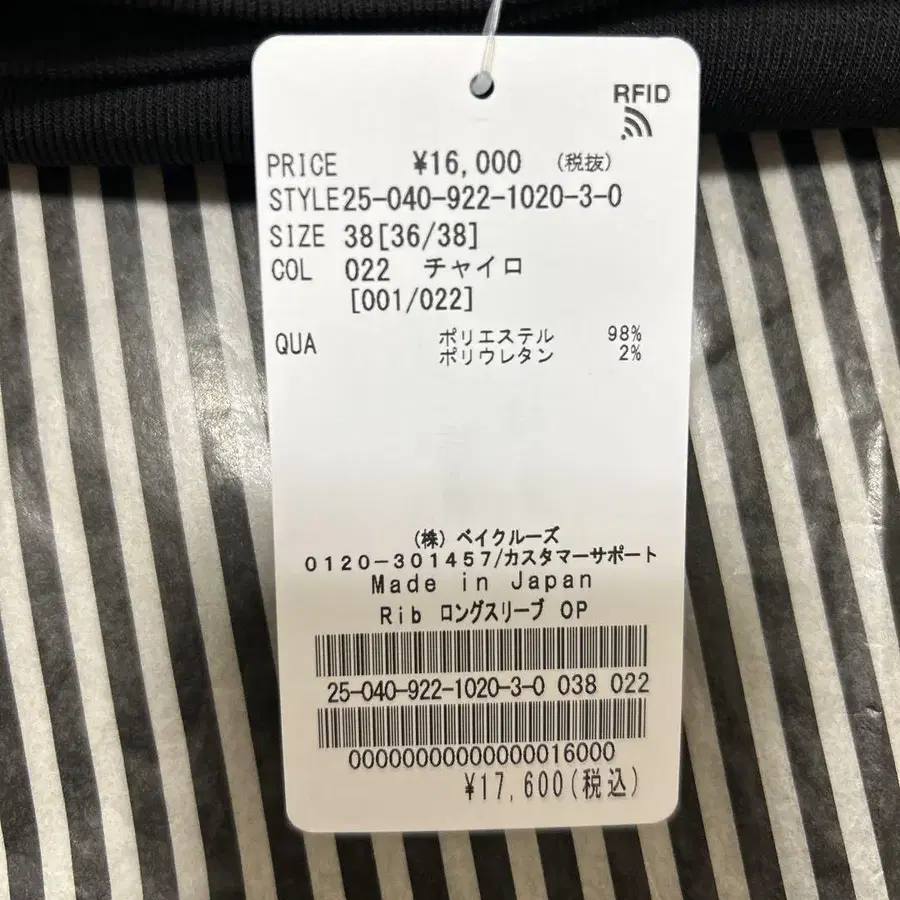 RFID
PRICE ¥16,000 (税抜)
STYLE 25-040-922-1020-3-0
SIZE 38[36/38]
COL 022 チャイロ
[001/022]
QUA ポリエステル 98%
ポリウレタン 2%
(株)ベイクルーズ
0120-301457/カスタマーサポート
Made in Japan
Rib ロングスリーブ OP
25-040-922-1020-3-0 038 022
00000000000000016000
¥17,600(税込)